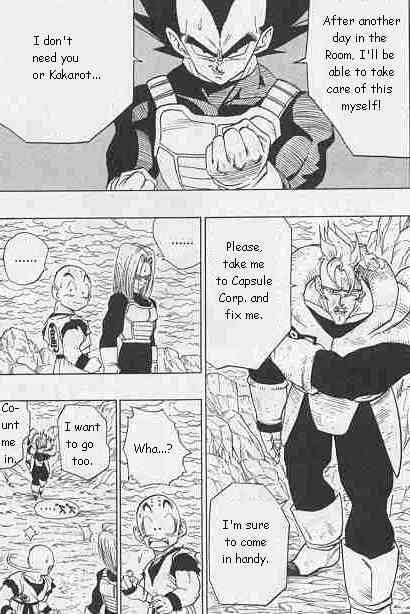 After another
day in the
Room, I'll be
able to take
care of this
myself!
I don't
need you
or Kakarot...
Please,
take me
to Capsule
Corp. and
fix me.
I'm sure
to come
in handy.
......
......
Wha...?
I want
to go
too.
Co-
unt
me
in.